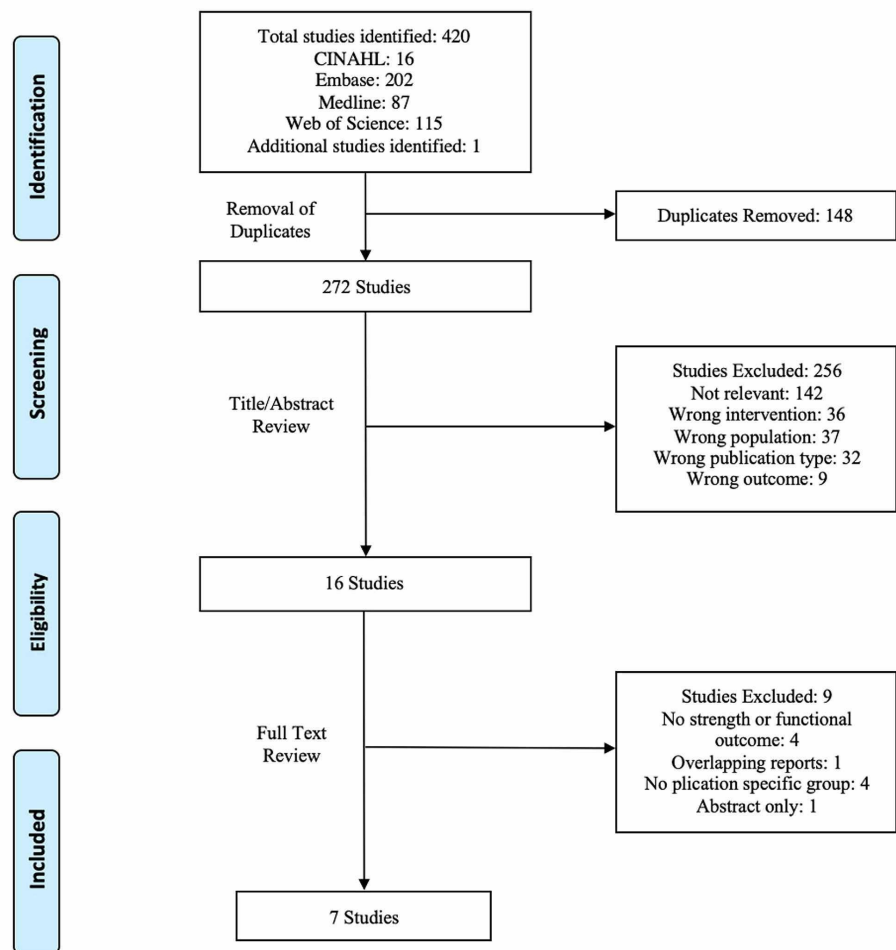 Identification
Total studies identified: 420
CINAHL: 16
Embase: 202
Medline: 87
Web of Science: 115
Additional studies identified: 1
Removal of
Duplicates
Duplicates Removed: 148
Screening
272 Studies
Title/Abstract
Review
Studies Excluded: 256
Not relevant: 142
Wrong intervention: 36
Wrong population: 37
Wrong publication type: 32
Wrong outcome: 9
Eligibility
16 Studies
Full Text
Review
Studies Excluded: 9
No strength or functional
outcome: 4
Overlapping reports: 1
No plication specific group: 4
Abstract only: 1
Included
7 Studies